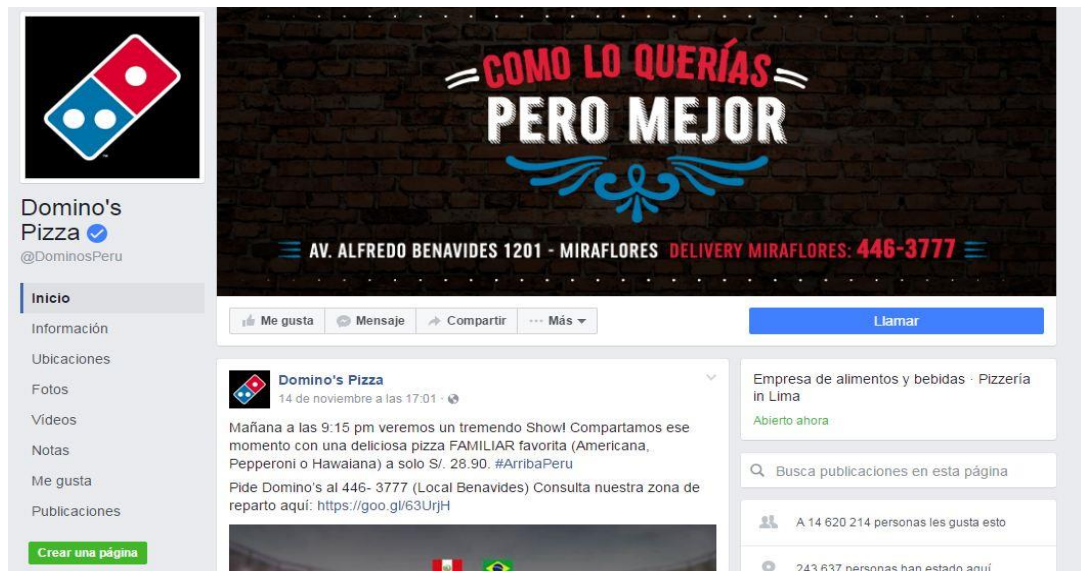 COMO LO QUERÍAS
PERO MEJOR
AV. ALFREDO BENAVIDES 1201 - MIRAFLORES DELIVERY MIRAFLORES: 446-3777
Domino's
Pizza
@DominosPeru
Inicio
Información
Ubicaciones
Fotos
Vídeos
Notas
Me gusta
Publicaciones
Crear una página
Me gusta Mensaje Compartir ··· Más
Llamar
Domino's Pizza
14 de noviembre a las 17:01 ·
Mañana a las 9:15 pm veremos un tremendo Show! Compartamos ese
momento con una deliciosa pizza FAMILIAR favorita (Americana,
Pepperoni o Hawaiana) a solo S/. 28.90. #ArribaPeru
Pide Domino's al 446- 3777 (Local Benavides) Consulta nuestra zona de
reparto aquí: https://goo.gl/63UrjH
Empresa de alimentos y bebidas · Pizzería
in Lima
Abierto ahora
Busca publicaciones en esta página
A 14 620 214 personas les gusta esto
243 637 personas han estado aquí